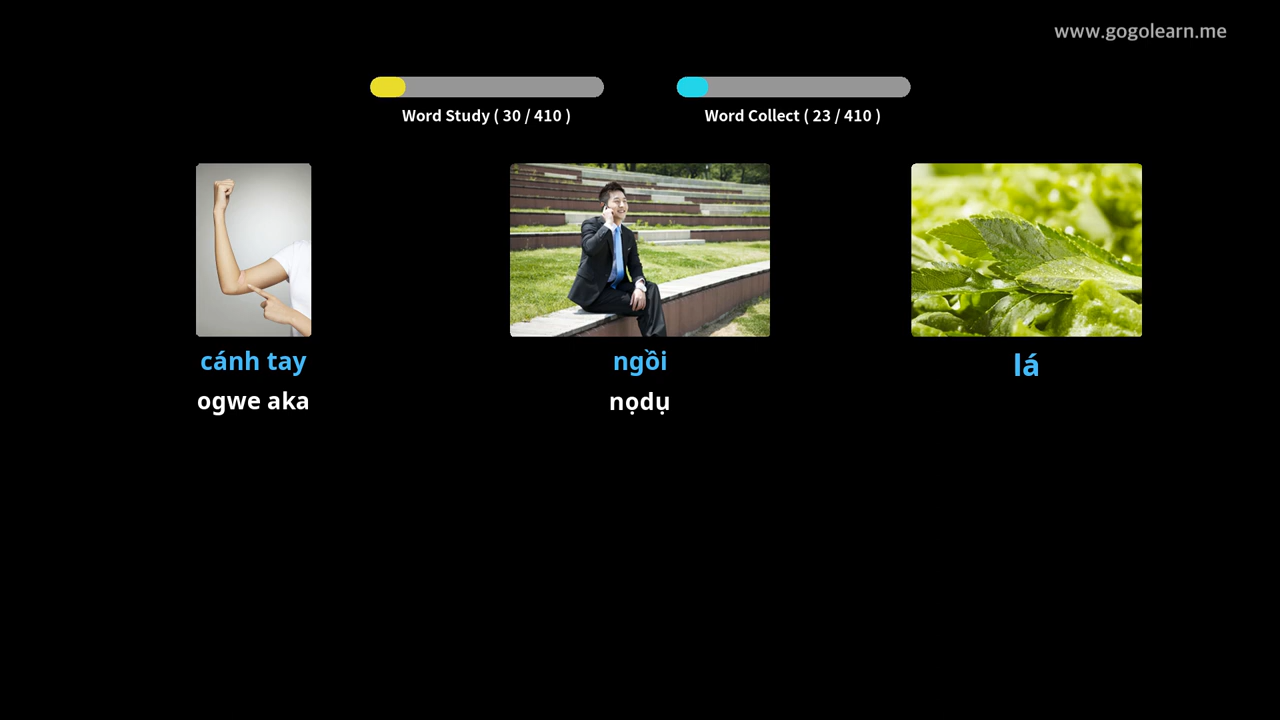 www.gogolearn.me
Word Study ( 30 / 410 )
Word Collect ( 23 / 410 )
cánh tay
ogwe aka
ngồi
nọdụ
lá